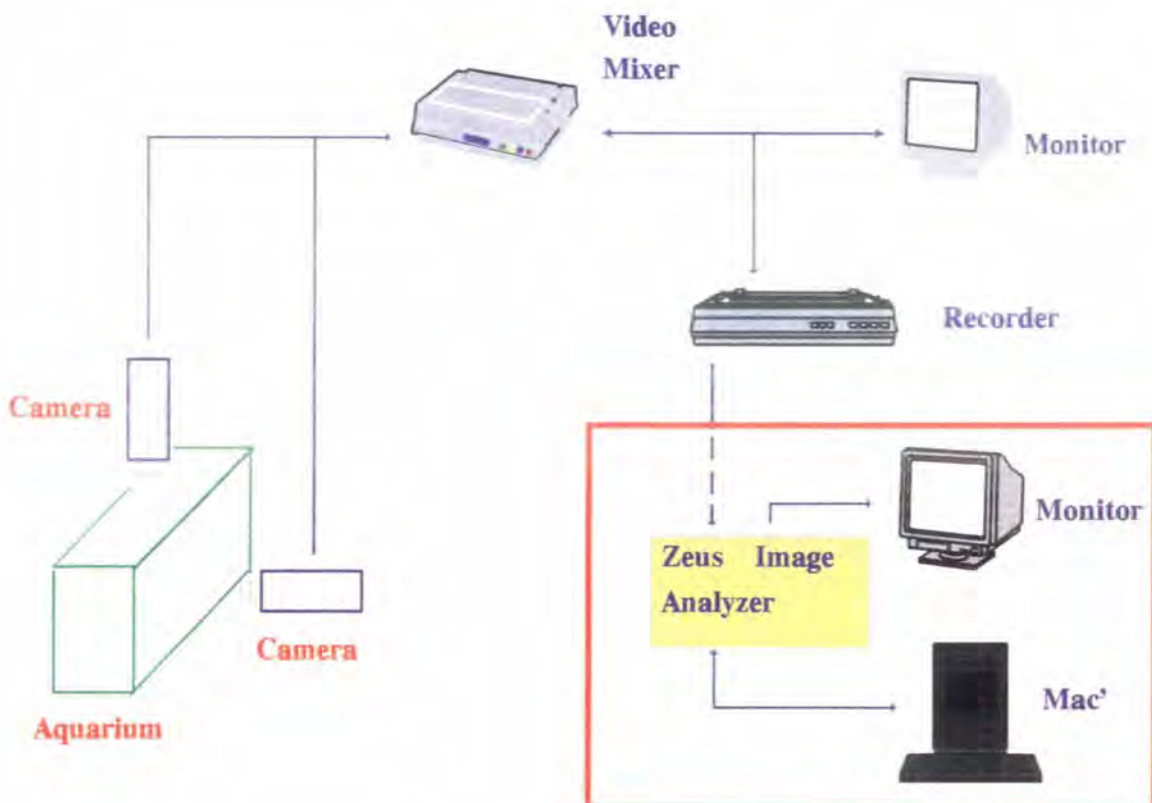 Video
Mixer
Monitor
Recorder
Camera
Monitor
Zeus Image
Analyzer
Camera
Mac'
Aquarium